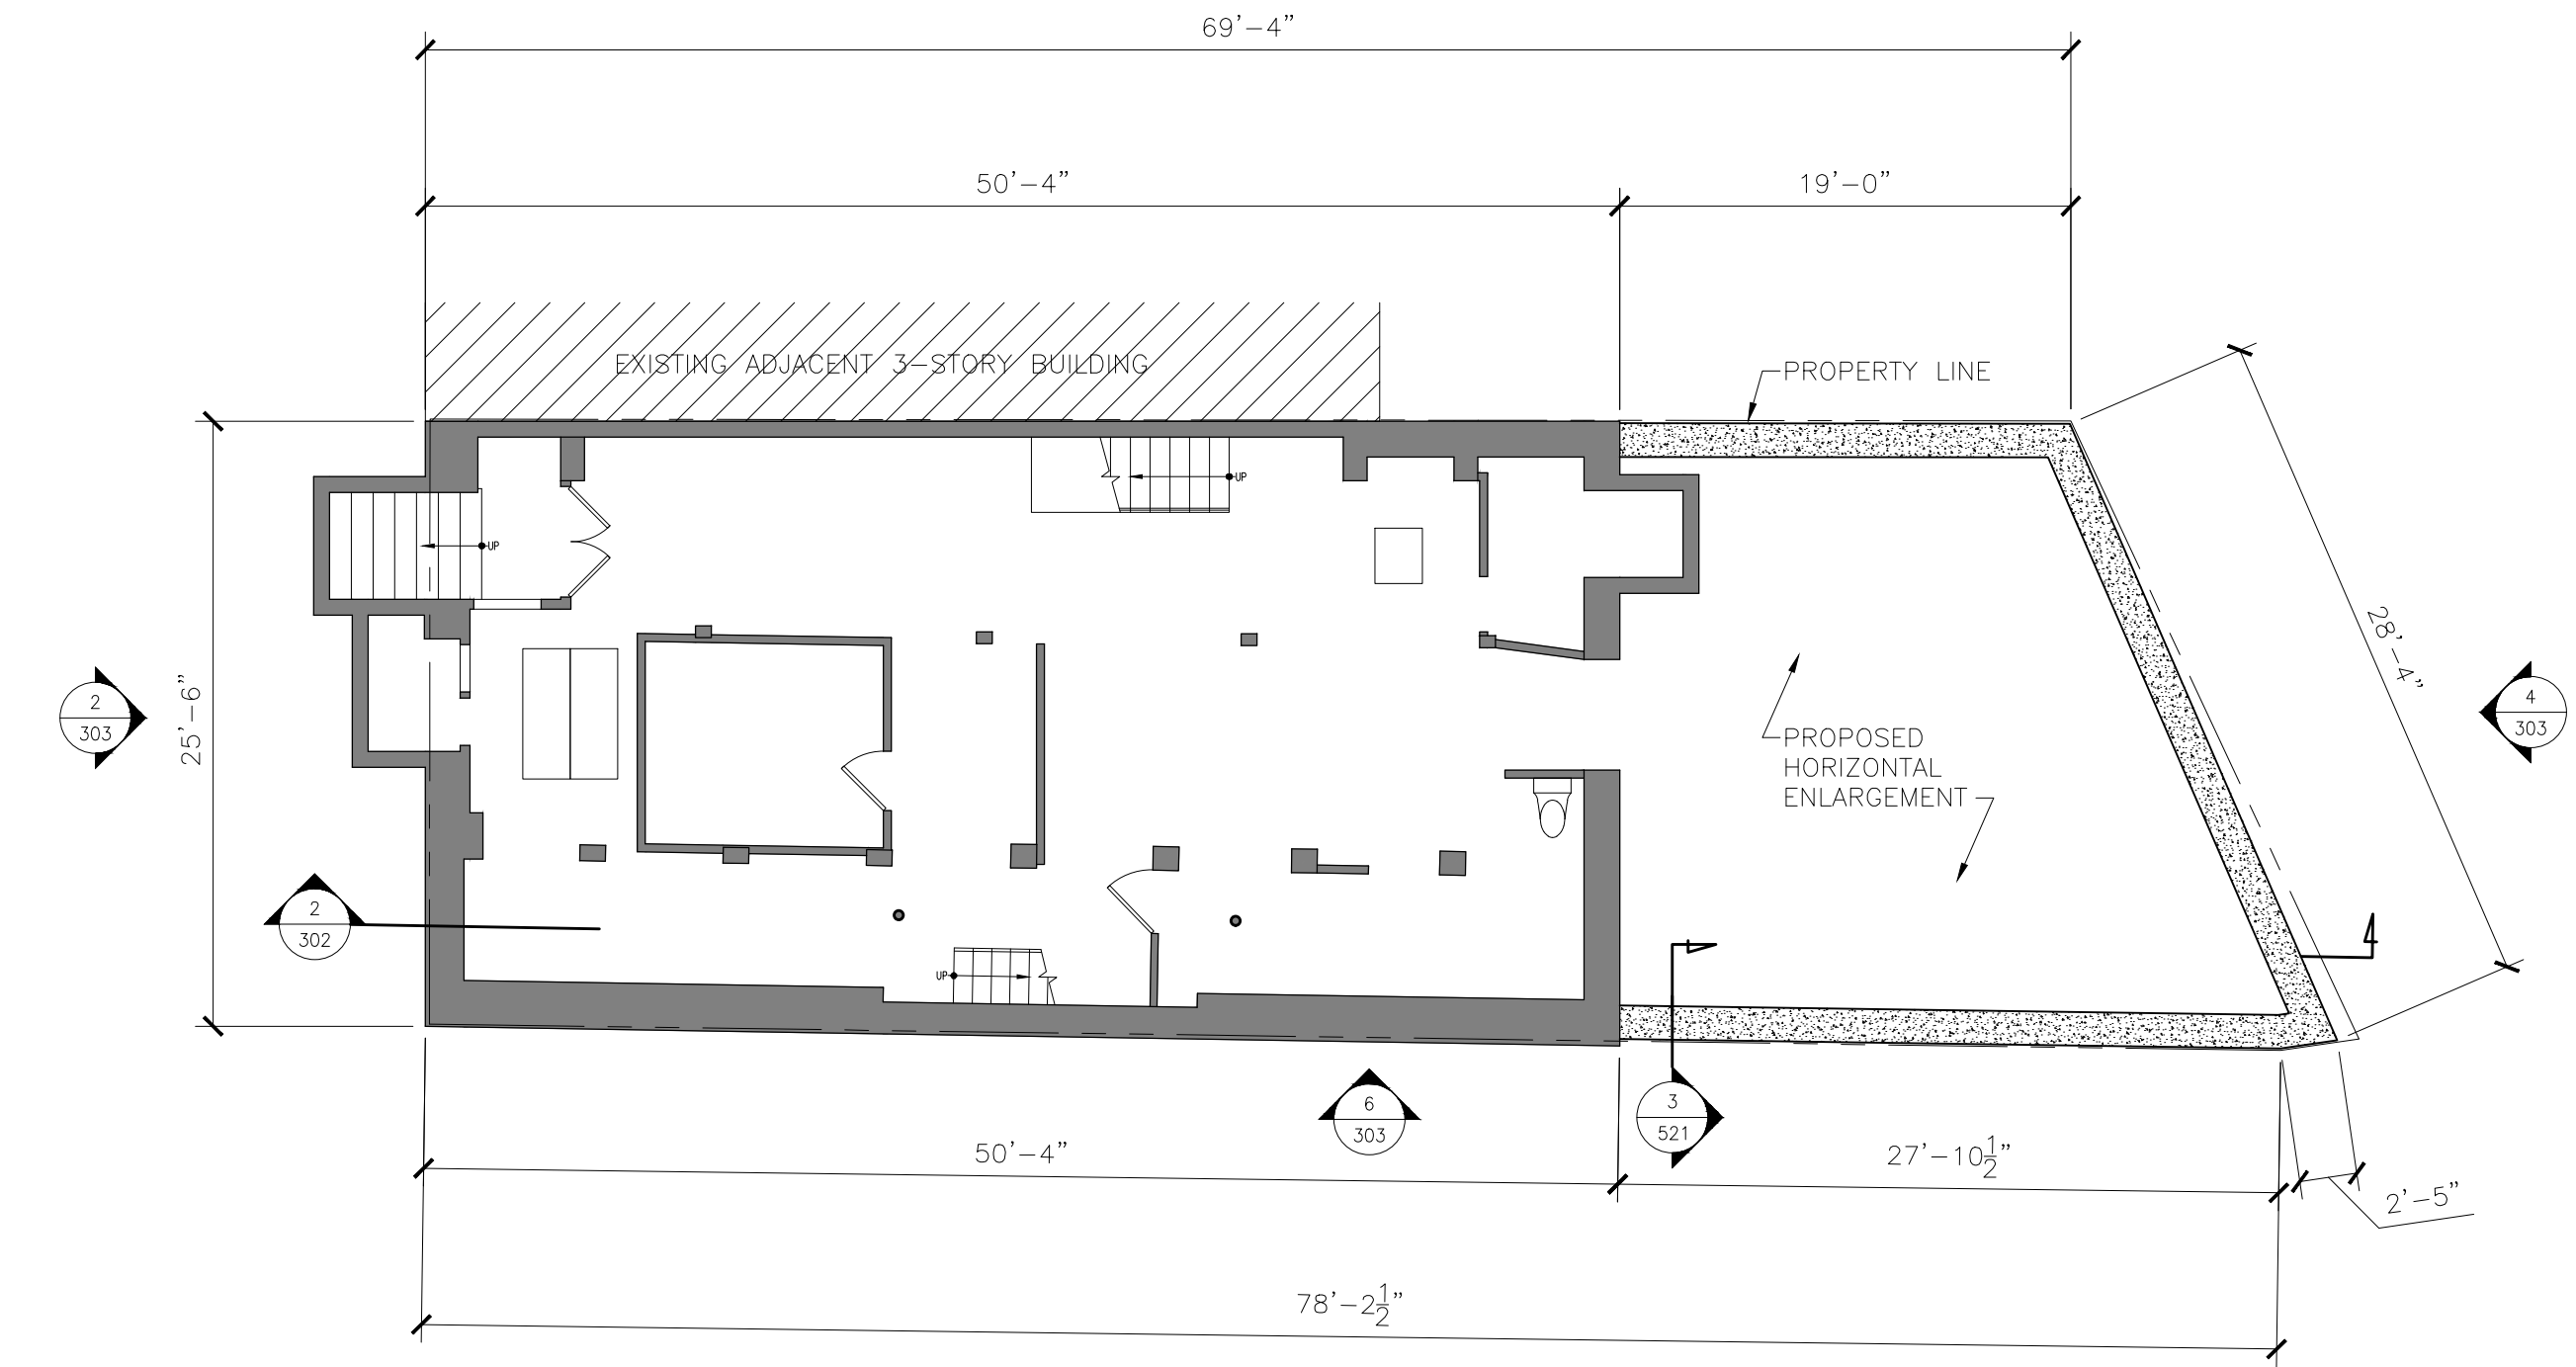 69'-4"
50'-4"
19'-0"
EXISTING ADJACENT 3-STORY BUILDING
PROPERTY LINE
UP
UP
28'-4"
25'-6"
2
303
4
303
PROPOSED
HORIZONTAL
ENLARGEMENT
2
302
UP
3
521
6
303
50'-4"
27'-10½"
2'-5"
78'-2½"